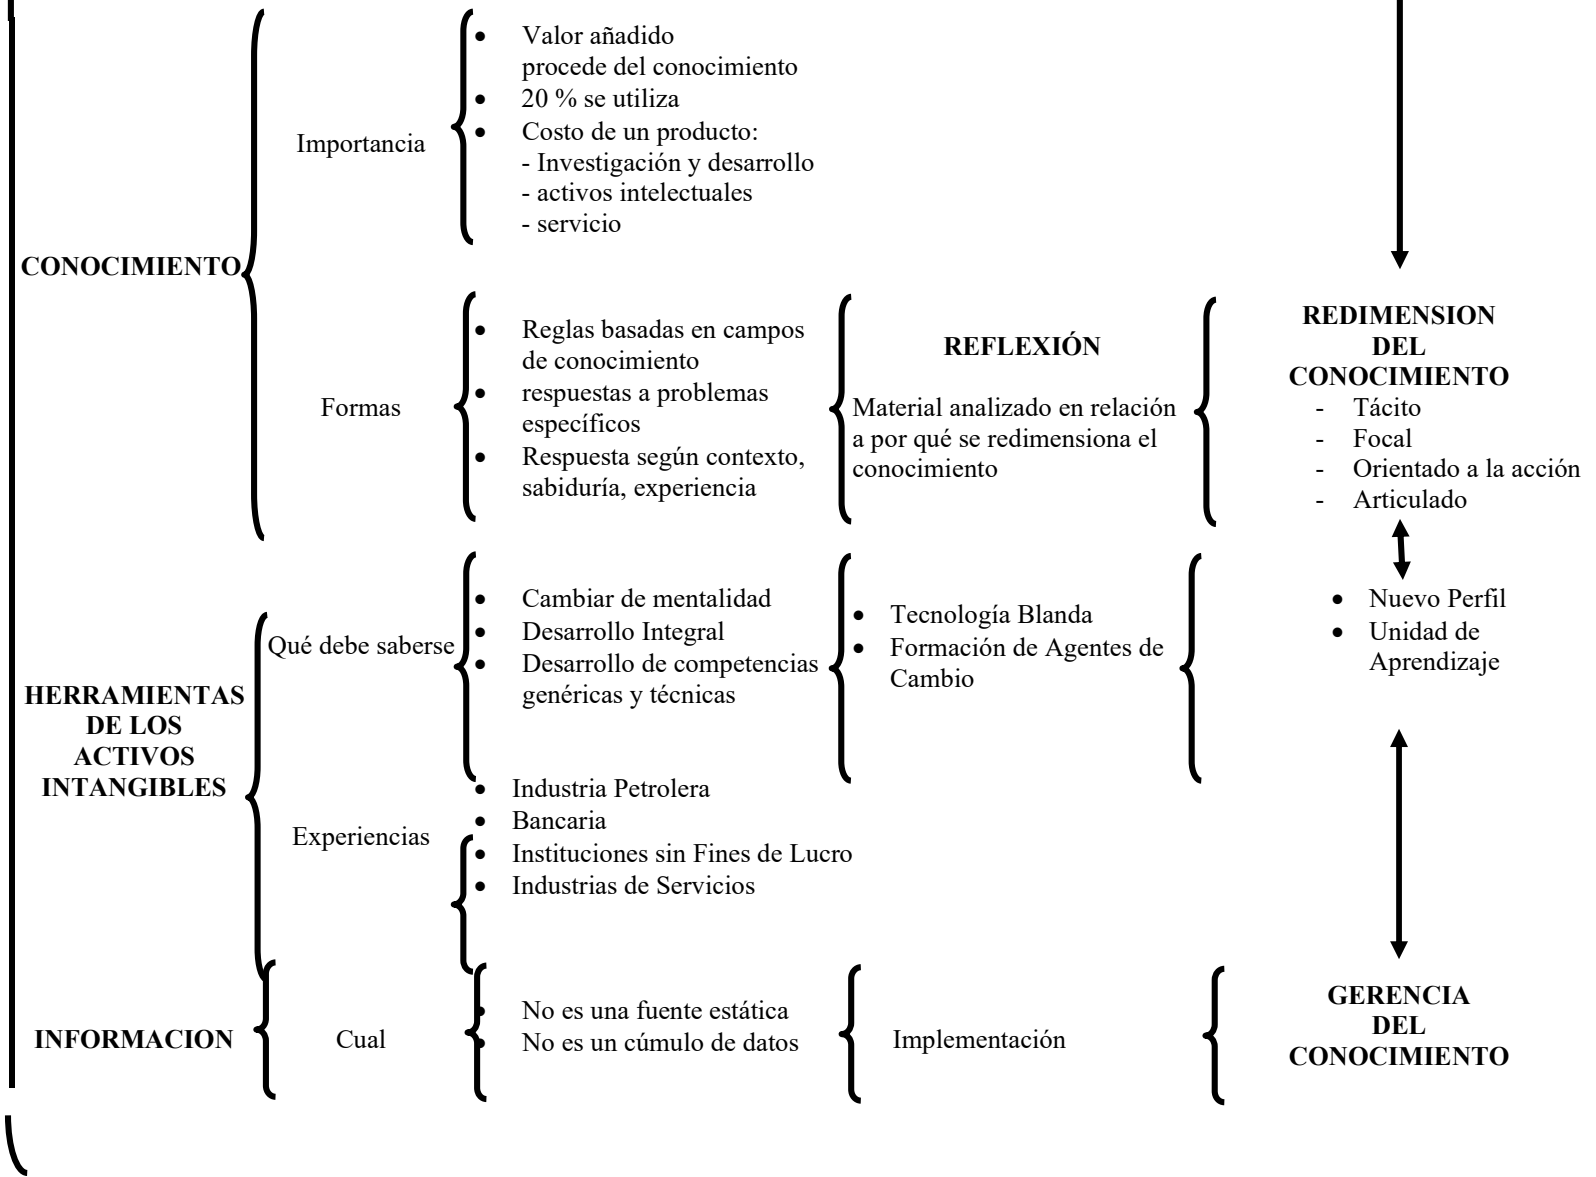 CONOCIMIENTO
Importancia
• Valor añadido
procede del conocimiento
• 20 % se utiliza
• Costo de un producto:
- Investigación y desarrollo
- activos intelectuales
- servicio
Formas
• Reglas basadas en campos
de conocimiento
• respuestas a problemas
específicos
• Respuesta según contexto,
sabiduría, experiencia
REFLEXIÓN
Material analizado en relación
a por qué se redimensiona el
conocimiento
REDIMENSION
DEL
CONOCIMIENTO
- Tácito
- Focal
- Orientado a la acción
- Articulado
HERRAMIENTAS
DE LOS
ACTIVOS
INTANGIBLES
Qué debe saberse
• Cambiar de mentalidad
• Desarrollo Integral
• Desarrollo de competencias
genéricas y técnicas
• Tecnología Blanda
• Formación de Agentes de
Cambio
• Nuevo Perfil
• Unidad de
Aprendizaje
Experiencias
• Industria Petrolera
• Bancaria
• Instituciones sin Fines de Lucro
• Industrias de Servicios
INFORMACION
Cual
• No es una fuente estática
• No es un cúmulo de datos
Implementación
GERENCIA
DEL
CONOCIMIENTO